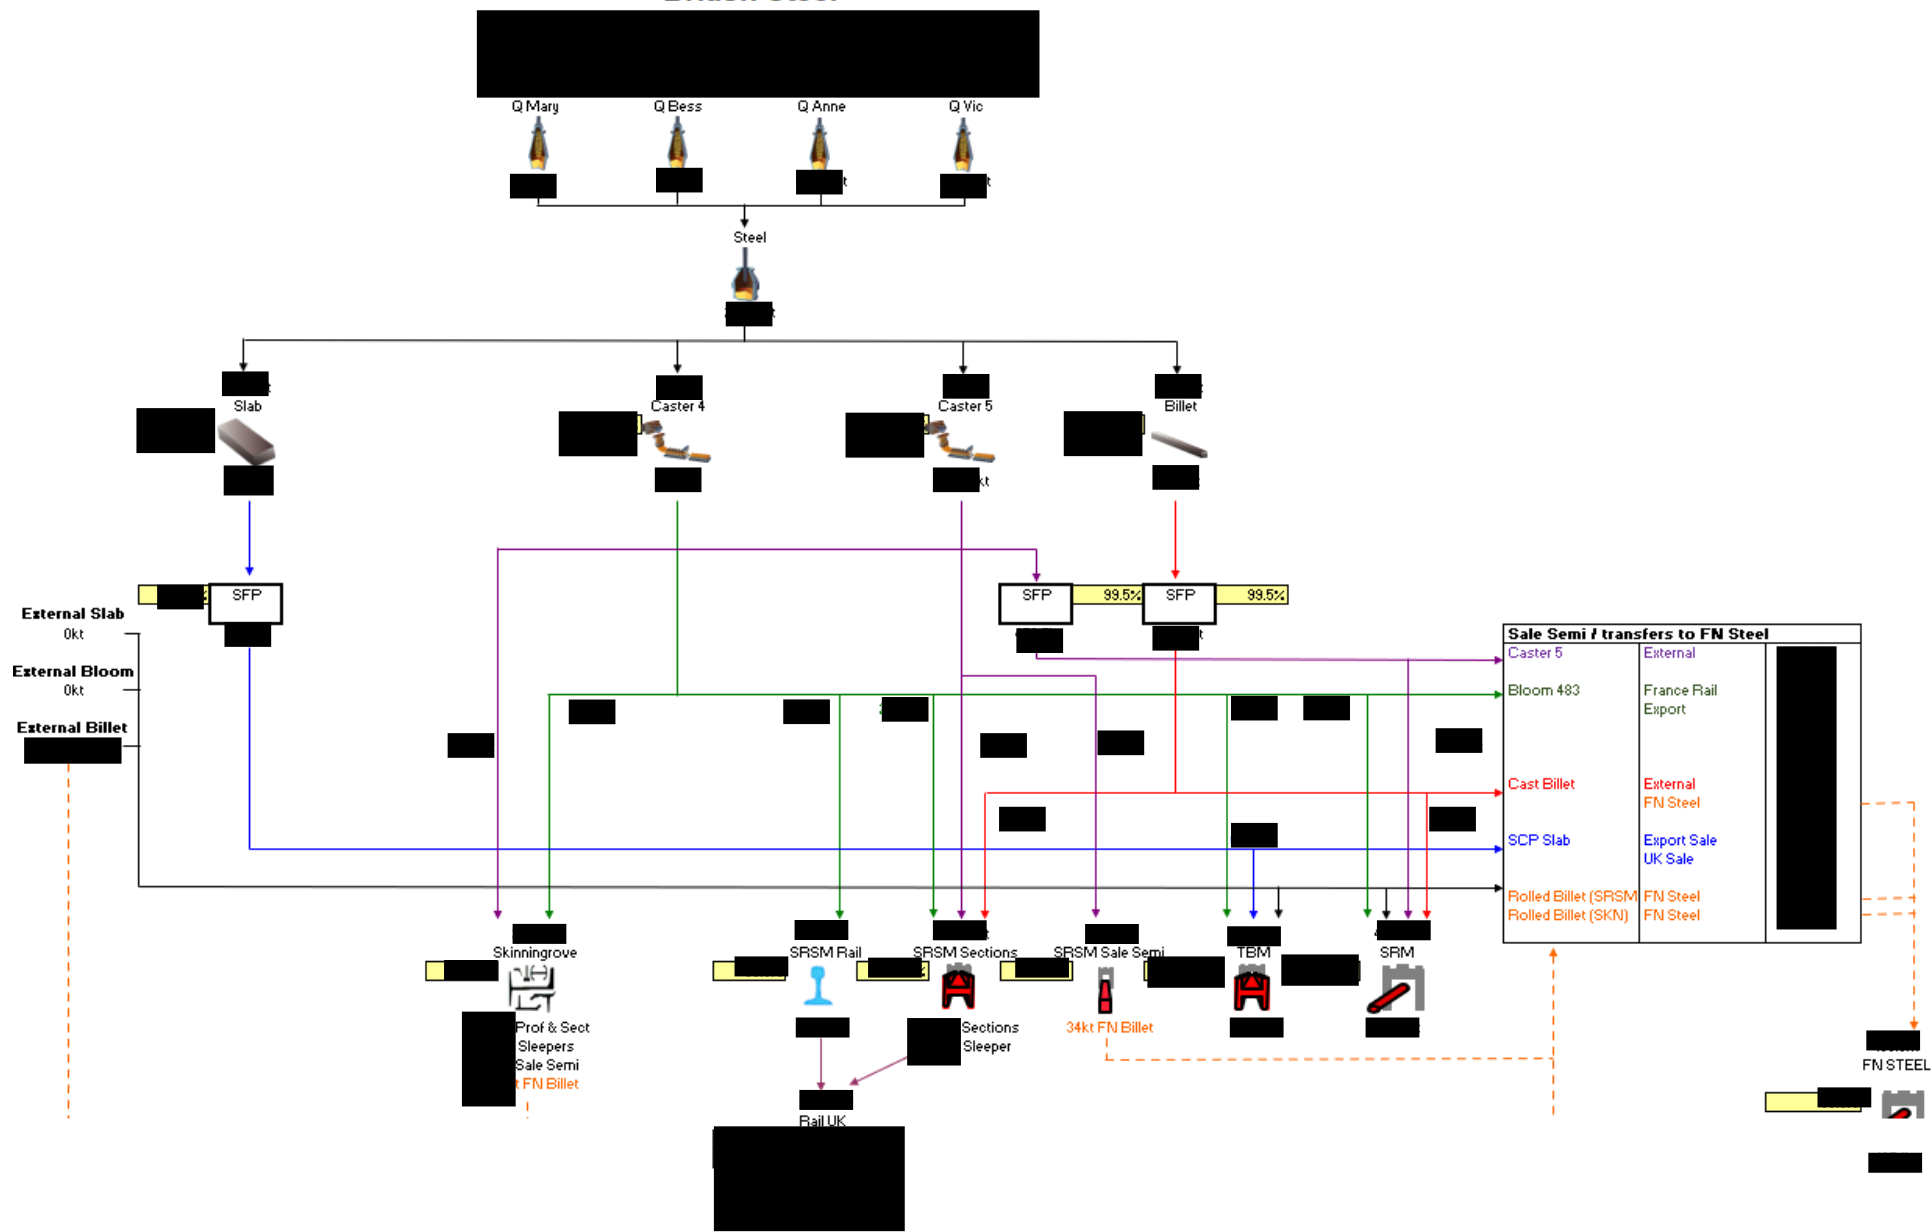 Q Mary
Q Bess
Q Anne
Q Vic
Steel
Slab
Caster 4
Caster 5
Billet
SFP
SFP
99.5%
SFP
99.5%
External Slab
0kt
External Bloom
0kt
External Billet
Sale Semi / transfers to FN Steel
Caster 5 External
Bloom 483 France Rail
Export
Cast Billet External
FN Steel
SCP Slab Export Sale
UK Sale
Rolled Billet (SRSM FN Steel
Rolled Billet (SKN) FN Steel
Skinningrove
SRSM Rail
SRSM Sections
SRSM Sale Semi
TBM
SRM
Prof & Sect
Sleepers
Sale Semi
FN Billet
Sections
Sleeper
34kt FN Billet
Rail UK
FN STEEL